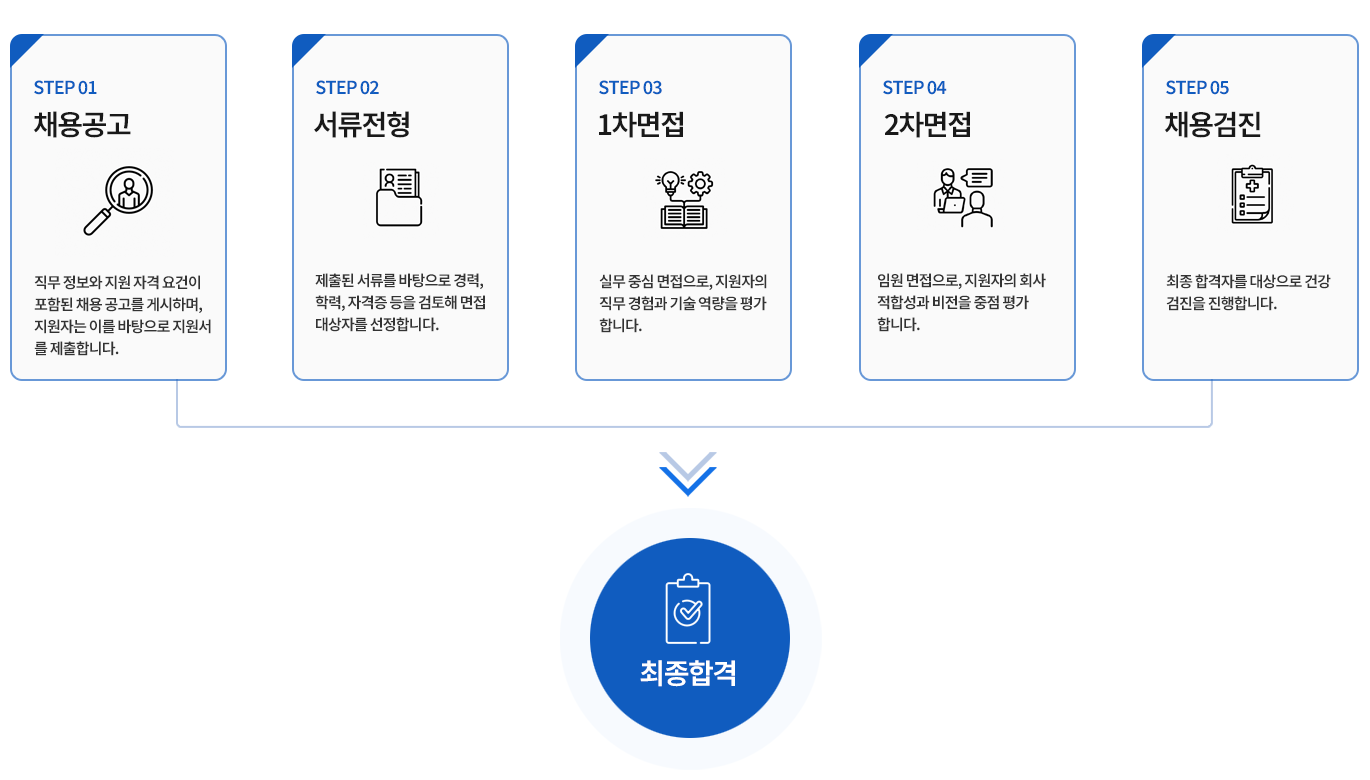 STEP 01
채용공고
직무 정보와 지원 자격 요건이
포함된 채용 공고를 게시하며,
지원자는 이를 바탕으로 지원서
를 제출합니다.
STEP 02
서류전형
제출된 서류를 바탕으로 경력,
학력, 자격증 등을 검토해 면접
대상자를 선정합니다.
STEP 03
1차면접
실무 중심 면접으로, 지원자의
직무 경험과 기술 역량을 평가
합니다.
STEP 04
2차면접
임원 면접으로, 지원자의 회사
적합성과 비전을 중점 평가
합니다.
STEP 05
채용검진
최종 합격자를 대상으로 건강
검진을 진행합니다.
최종합격